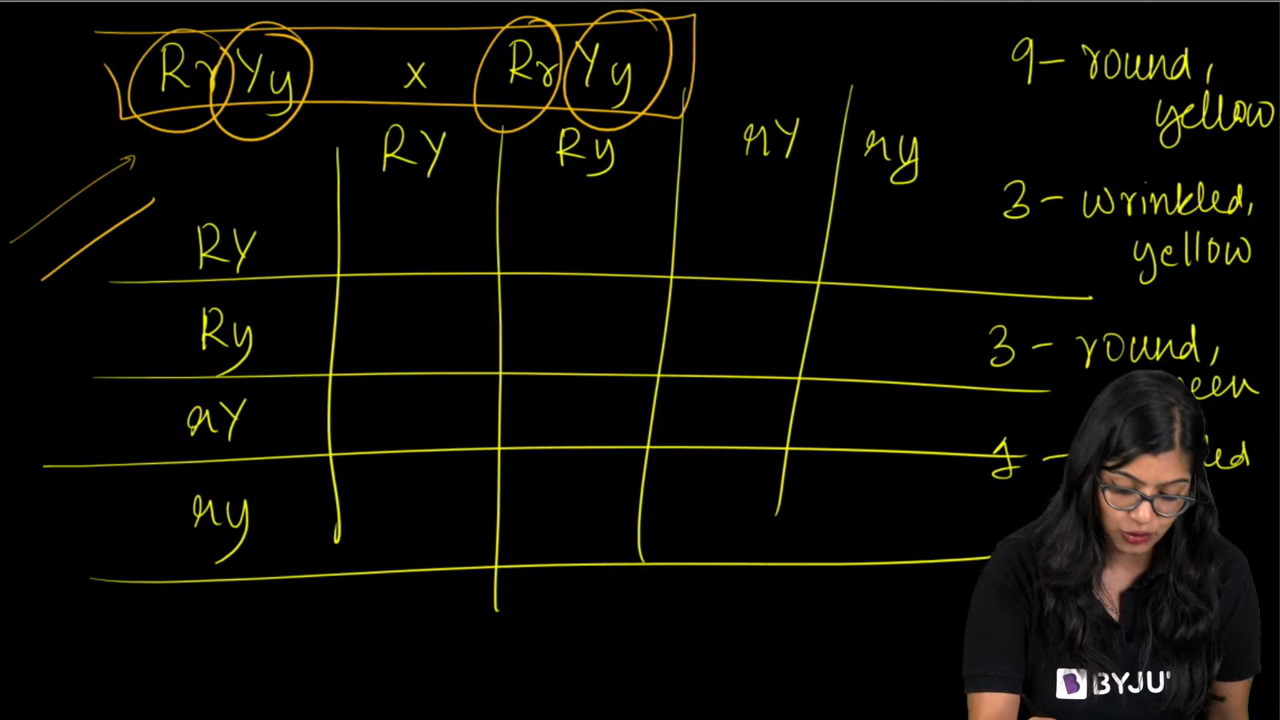 RrYy x RrYy
RY Ry rY ry
RY
Ry
rY
ry
9- round,
yellow
3- wrinkled,
yellow
3- round,
1-
BYJU'